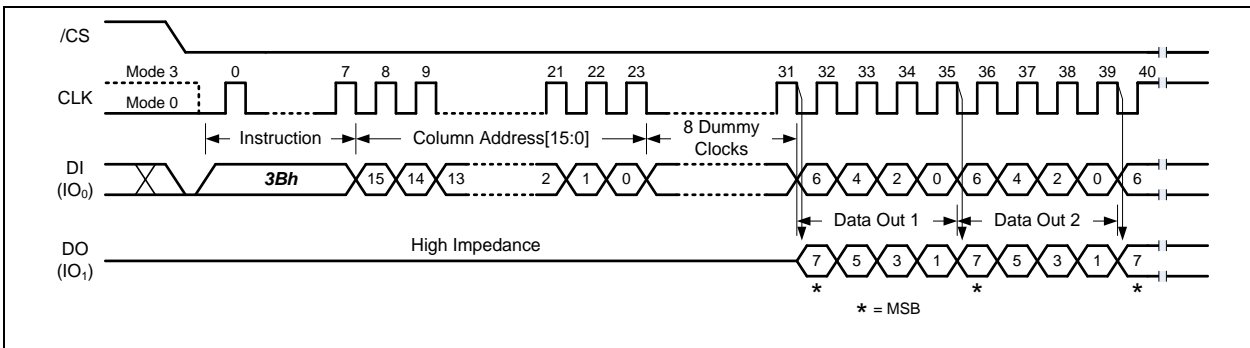 /CS
Mode 3 0 7 8 9 21 22 23 31 32 33 34 35 36 37 38 39 40
CLK
Mode 0
Instruction Column Address[15:0] 8 Dummy
Clocks
DI
(IO0) 3Bh 15 14 13 2 1 0 6 4 2 0 6 4 2 0 6
Data Out 1 Data Out 2
DO
(IO1) High Impedance 7 5 3 1 7 5 3 1 7
* * *
* = MSB